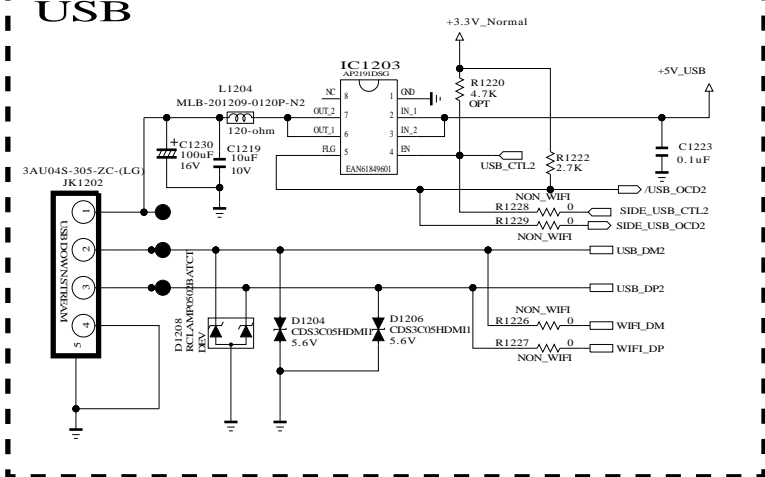 USB
+3.3V_Normal
IC1203
AP2191DSG
+5V_USB
L1204
MLB-201209-0120P-N2
120-ohm
NC
8
1
GND
OUT_2
7
2
IN_1
OUT_1
6
3
IN_2
FLG
5
4
EN
EAN61849601
R1220
4.7K
OPT
USB_CTL2
R1222
2.7K
C1223
0.1uF
C1230
100uF
16V
C1219
10uF
10V
3AU04S-305-ZC-(LG)
JK1202
USB DOWN STREAM
1
2
3
4
5
/USB_OCD2
NON_WIFI
R1228
0
SIDE_USB_CTL2
R1229
0
SIDE_USB_OCD2
NON_WIFI
USB_DM2
USB_DP2
D1208
RCLAMP0502BATCT
DEV
D1204
CDS3C05HDMI1
5.6V
D1206
CDS3C05HDMI1
5.6V
NON_WIFI
R1226
0
WIFI_DM
R1227
0
WIFI_DP
NON_WIFI